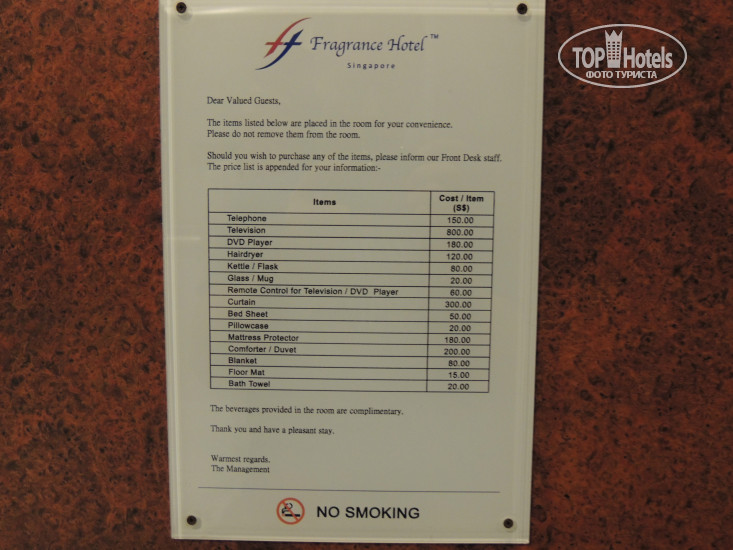 Fragrance Hotel™
Singapore
TOP Hotels
ФОТО ТУРИСТА
Dear Valued Guests,
The items listed below are placed in the room for your convenience.
Please do not remove them from the room.
Should you wish to purchase any of the items, please inform our Front Desk staff.
The price list is appended for your information:-
Items Cost / Item (S$)
Telephone 150.00
Television 800.00
DVD Player 180.00
Hairdryer 120.00
Kettle / Flask 80.00
Glass / Mug 20.00
Remote Control for Television / DVD Player 60.00
Curtain 300.00
Bed Sheet 50.00
Pillowcase 20.00
Mattress Protector 180.00
Comforter / Duvet 200.00
Blanket 80.00
Floor Mat 15.00
Bath Towel 20.00
The beverages provided in the room are complimentary.
Thank you and have a pleasant stay.
Warmest regards.
The Management
NO SMOKING